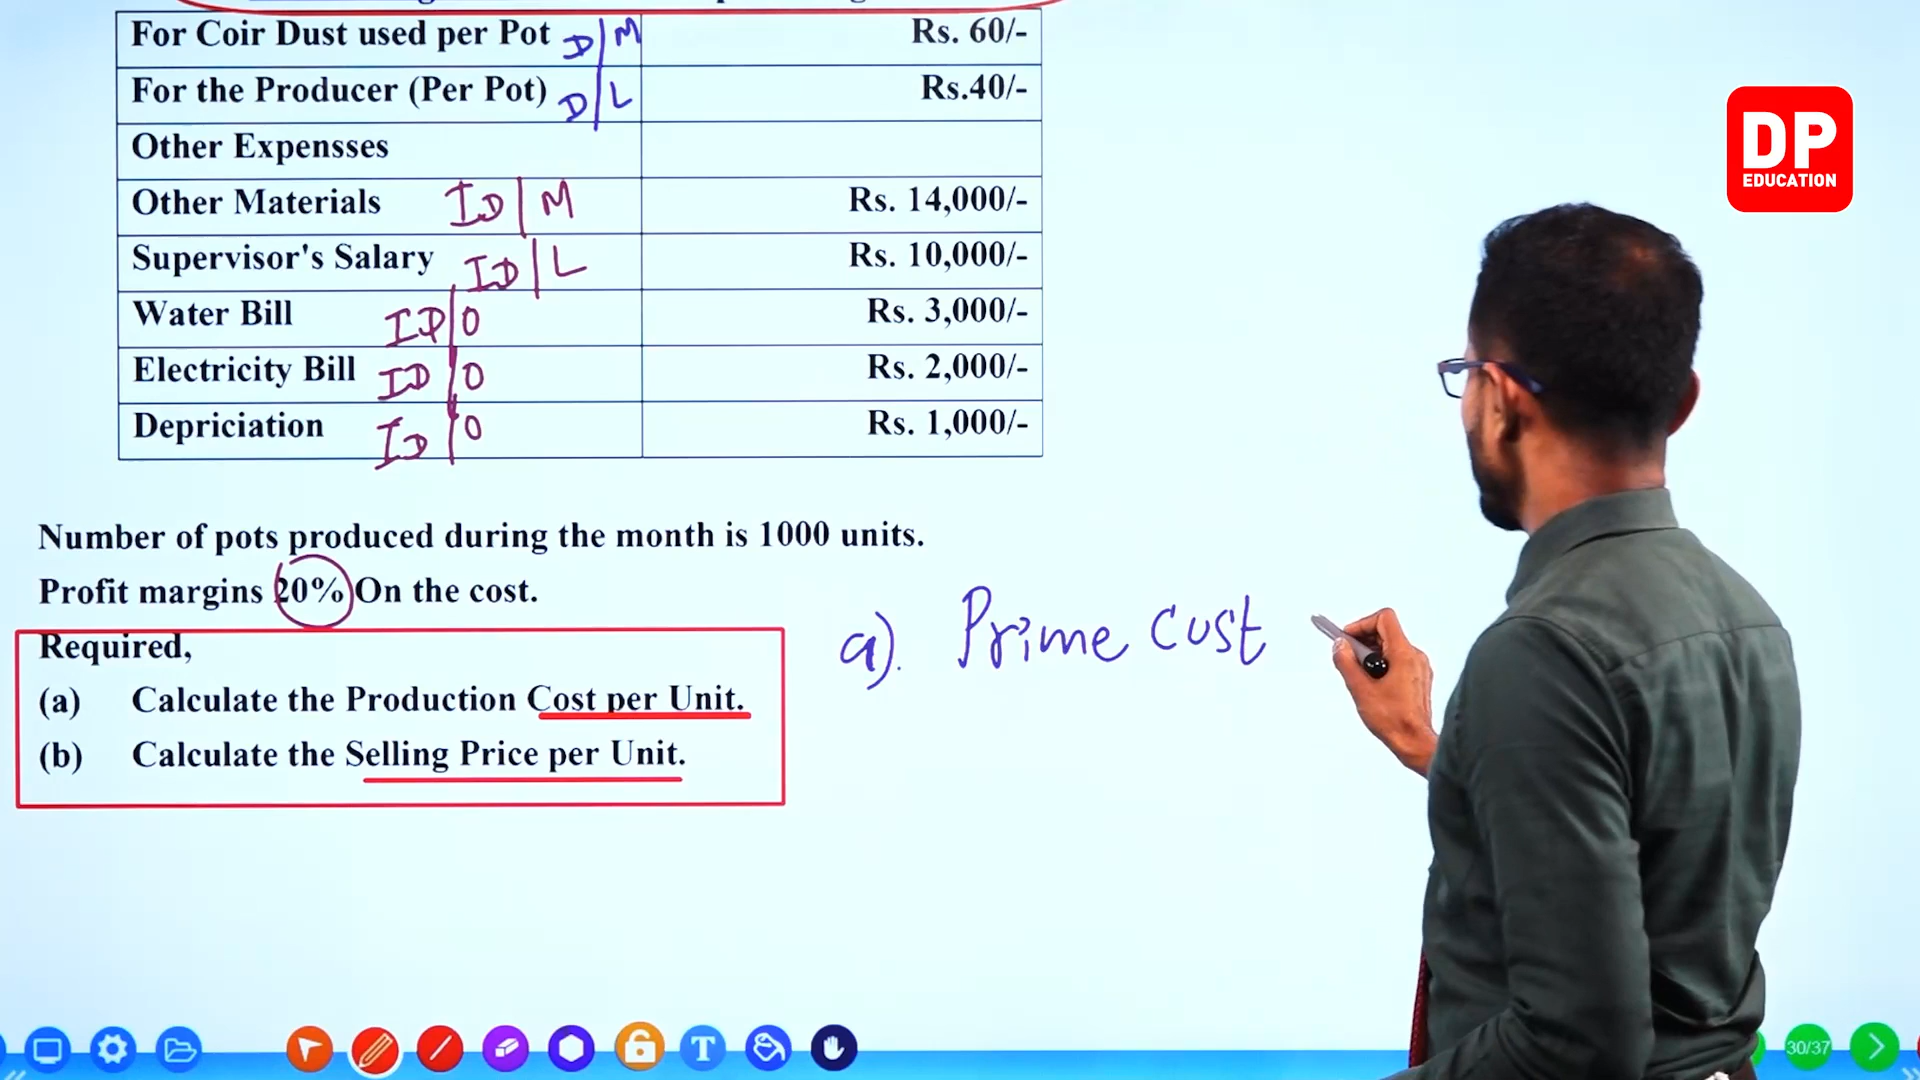 For Coir Dust used per Pot D/M Rs. 60/-
For the Producer (Per Pot) D/L Rs.40/-
Other Expensses
Other Materials ID/M Rs. 14,000/-
Supervisor's Salary ID/L Rs. 10,000/-
Water Bill ID/O Rs. 3,000/-
Electricity Bill ID/O Rs. 2,000/-
Depriciation ID/O Rs. 1,000/-
DP
EDUCATION
Number of pots produced during the month is 1000 units.
Profit margins 20% On the cost.
Required,
(a) Calculate the Production Cost per Unit.
(b) Calculate the Selling Price per Unit.
a). Prime Cost
T
30/37